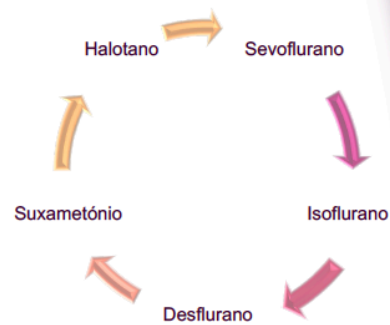 Halotano
Sevoflurano
Isoflurano
Desflurano
Suxametónio